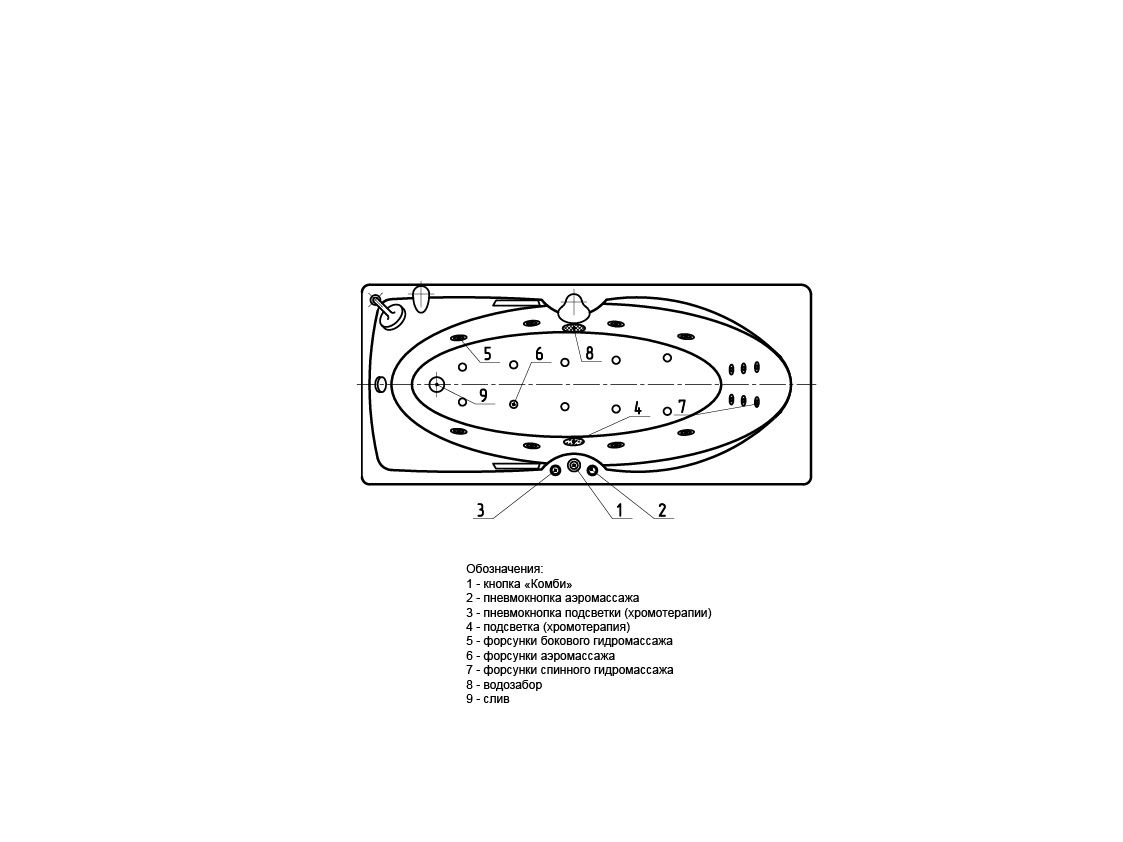 5 6 8
9
4 7
3 1 2
Обозначения:
1 - кнопка «Комби»
2 - пневмокнопка аэромассажа
3 - пневмокнопка подсветки (хромотерапии)
4 - подсветка (хромотерапия)
5 - форсунки бокового гидромассажа
6 - форсунки аэромассажа
7 - форсунки спинного гидромассажа
8 - водозабор
9 - слив